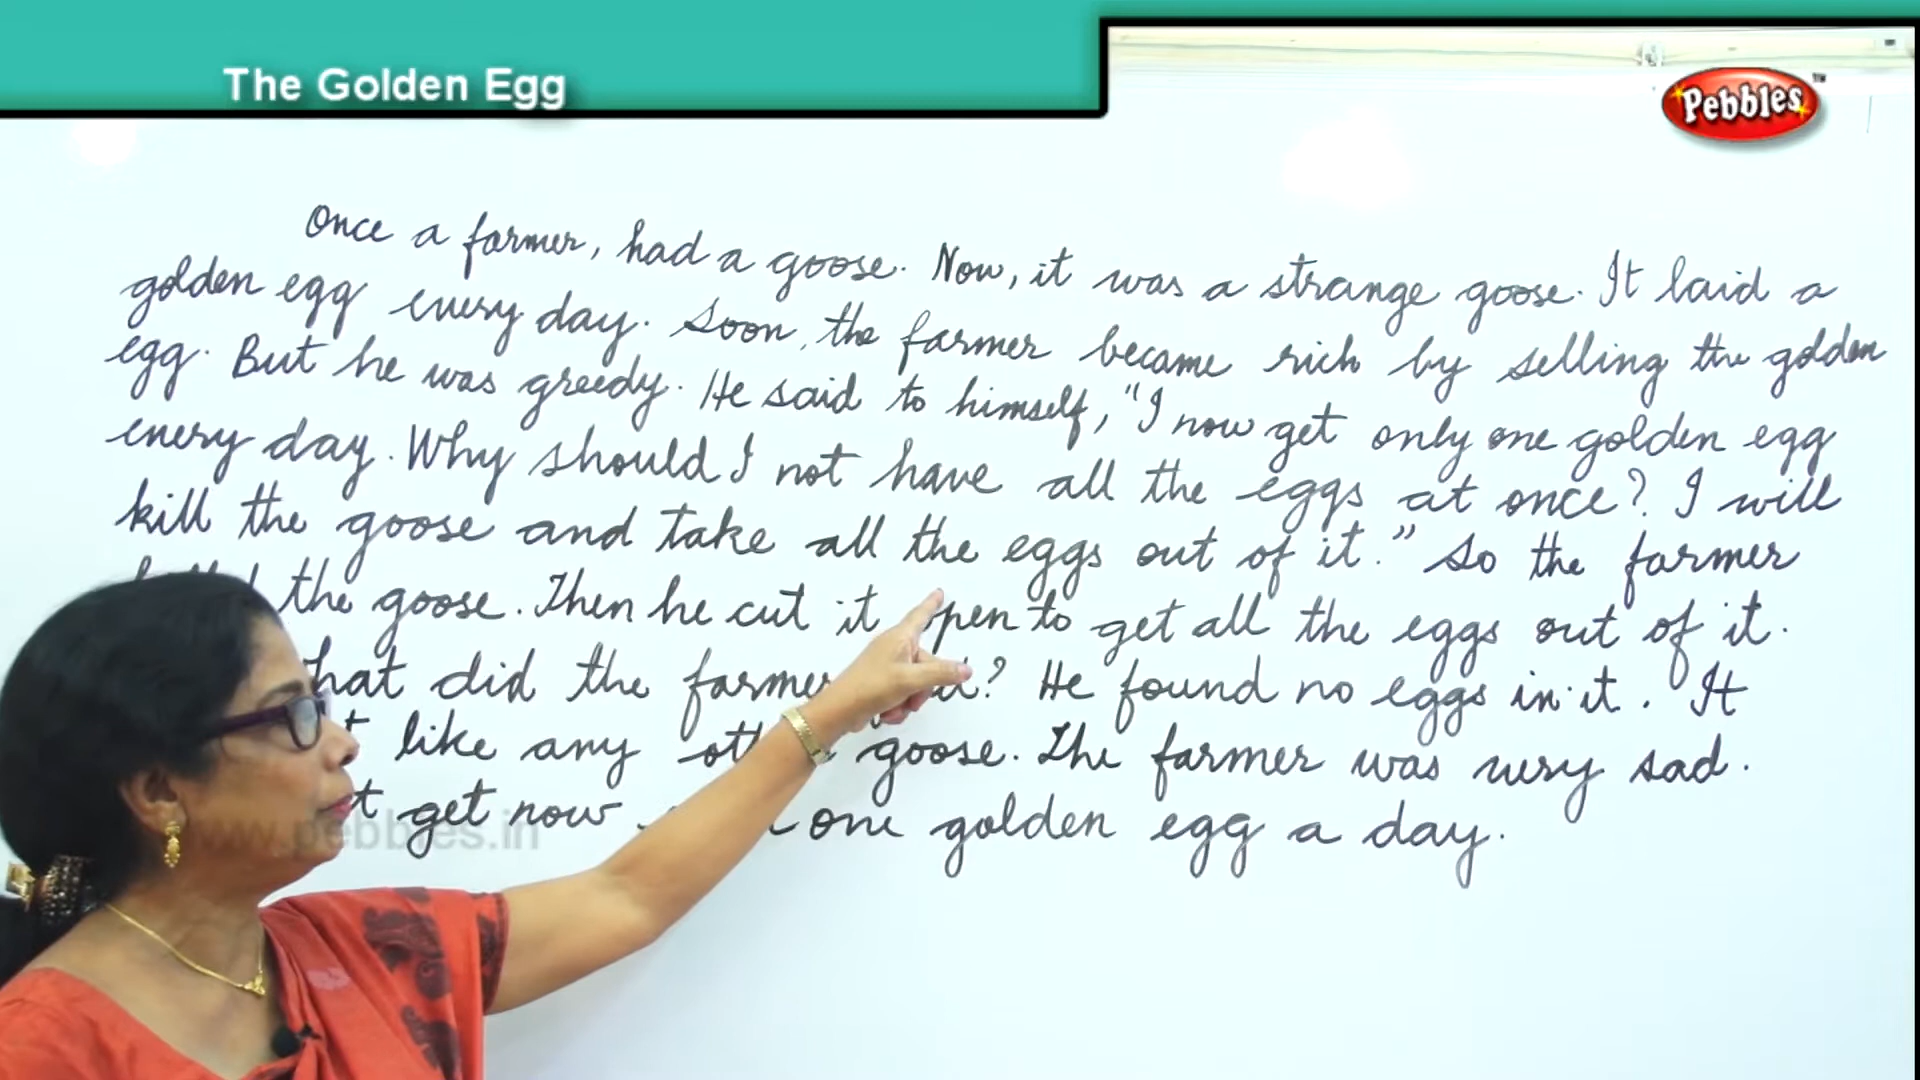 The Golden Egg
Pebbles
TM
Once a farmer, had a goose. Now, it was a strange goose. It laid a
golden egg every day. Soon, the farmer became rich by selling the golden
egg. But he was greedy. He said to himself, "I now get only one golden egg
every day. Why should I not have all the eggs at once? I will
kill the goose and take all the eggs out of it." So the farmer
the goose. Then he cut it open to get all the eggs out of it.
did the farmer He found no eggs in it. It
like any goose. The farmer was very sad.
get now one golden egg a day.
www.pebbles.in